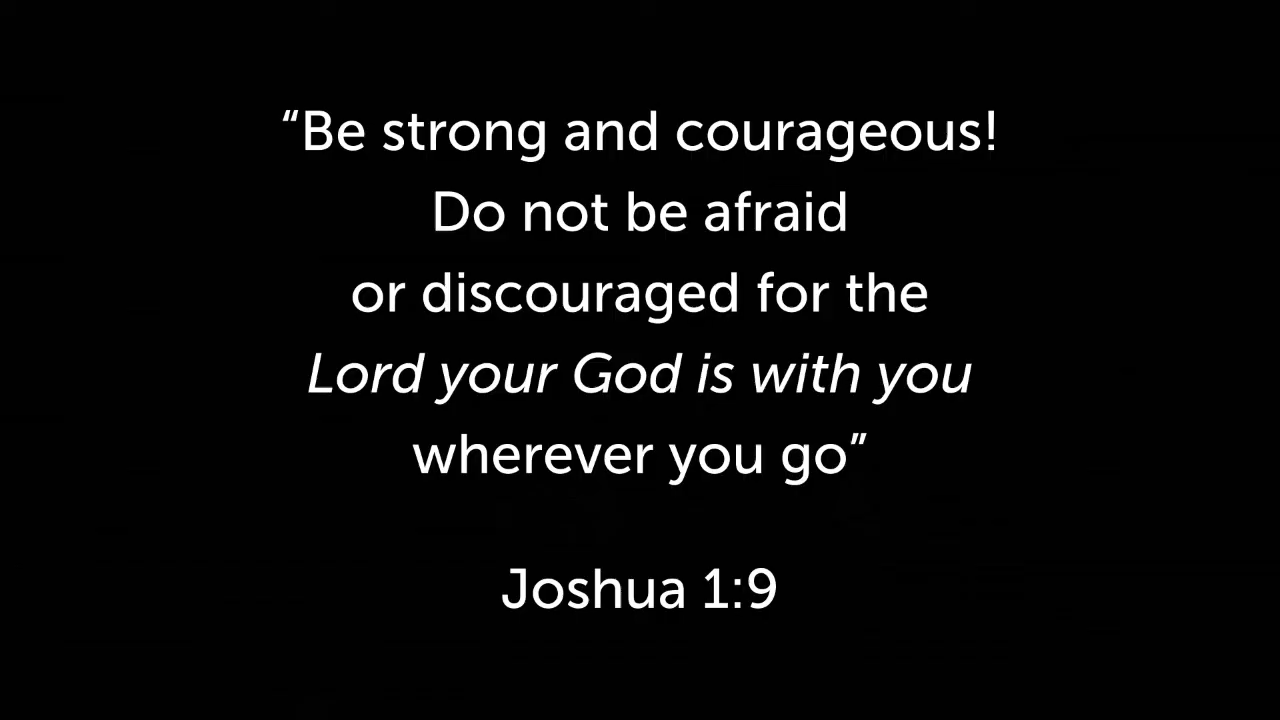 “Be strong and courageous!
Do not be afraid
or discouraged for the
Lord your God is with you
wherever you go”
Joshua 1:9